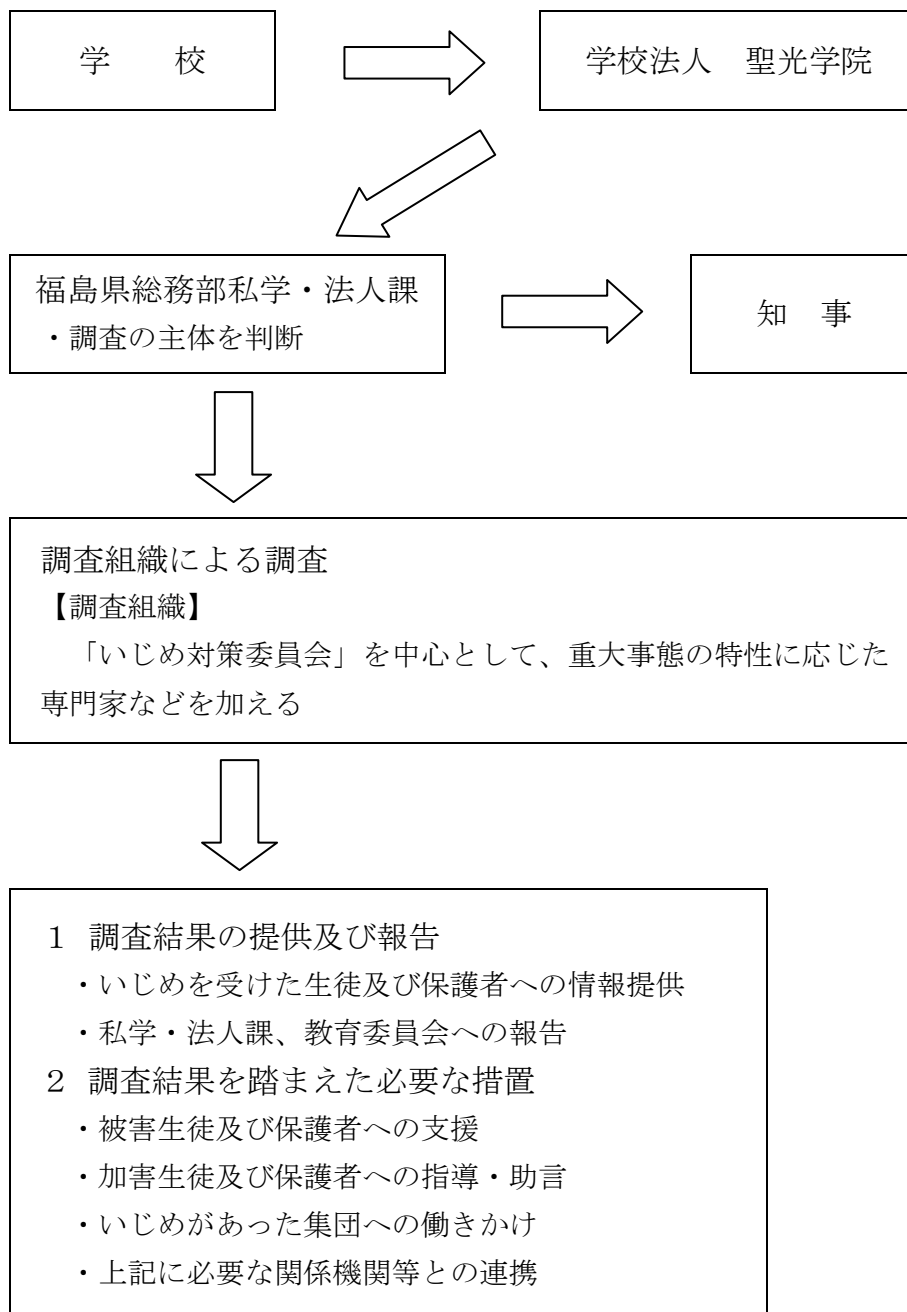 学　　校
学校法人　聖光学院
福島県総務部私学・法人課
・調査の主体を判断
知　事
調査組織による調査
【調査組織】
「いじめ対策委員会」を中心として、重大事態の特性に応じた
専門家などを加える
１ 調査結果の提供及び報告
・いじめを受けた生徒及び保護者への情報提供
・私学・法人課、教育委員会への報告
２ 調査結果を踏まえた必要な措置
・被害生徒及び保護者への支援
・加害生徒及び保護者への指導・助言
・いじめがあった集団への働きかけ
・上記に必要な関係機関等との連携